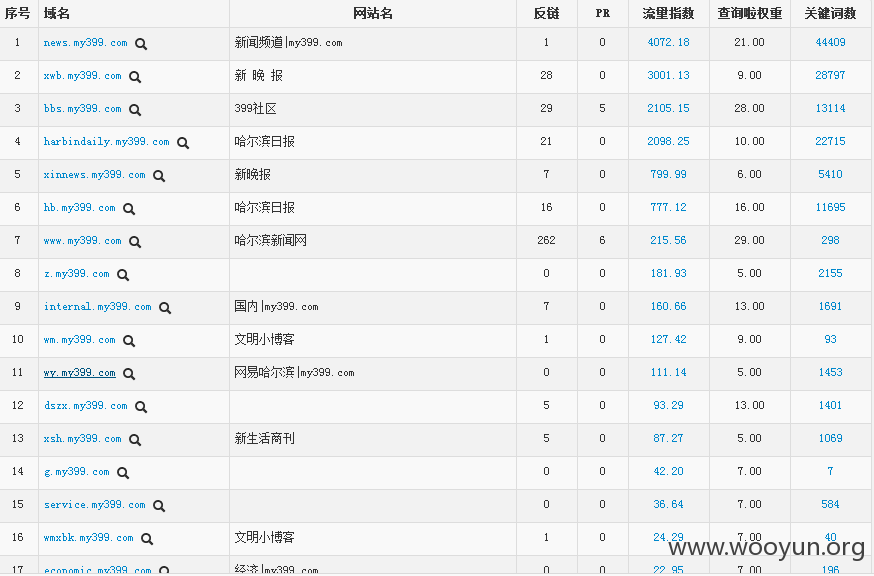 序号 域名 网站名 反链 PR 流量指数 查询啦权重 关键词数
1 news.my399.com 新闻频道|my399.com 1 0 4072.18 21.00 44409
2 xwb.my399.com 新 晚 报 28 0 3001.13 9.00 28797
3 bbs.my399.com 399社区 29 5 2105.15 28.00 13114
4 harbindaily.my399.com 哈尔滨日报 21 0 2098.25 10.00 22715
5 xinnews.my399.com 新晚报 7 0 799.99 6.00 5410
6 hb.my399.com 哈尔滨日报 16 0 777.12 16.00 11695
7 www.my399.com 哈尔滨新闻网 262 6 215.56 29.00 298
8 z.my399.com 0 0 181.93 5.00 2155
9 internal.my399.com 国内|my399.com 7 0 160.66 13.00 1691
10 wm.my399.com 文明小博客 1 0 127.42 9.00 93
11 wy.my399.com 网易哈尔滨|my399.com 0 0 111.14 5.00 1453
12 dszx.my399.com 5 0 93.29 13.00 1401
13 xsh.my399.com 新生活商刊 5 0 87.27 5.00 1069
14 g.my399.com 0 0 42.20 7.00 7
15 service.my399.com 0 0 36.64 7.00 584
16 wmxbk.my399.com 文明小博客 1 0 24.29 7.00 40
www.wooyun.org
17 economic.my399.com 经济|my399.com 0 0 22.95 7.00 196